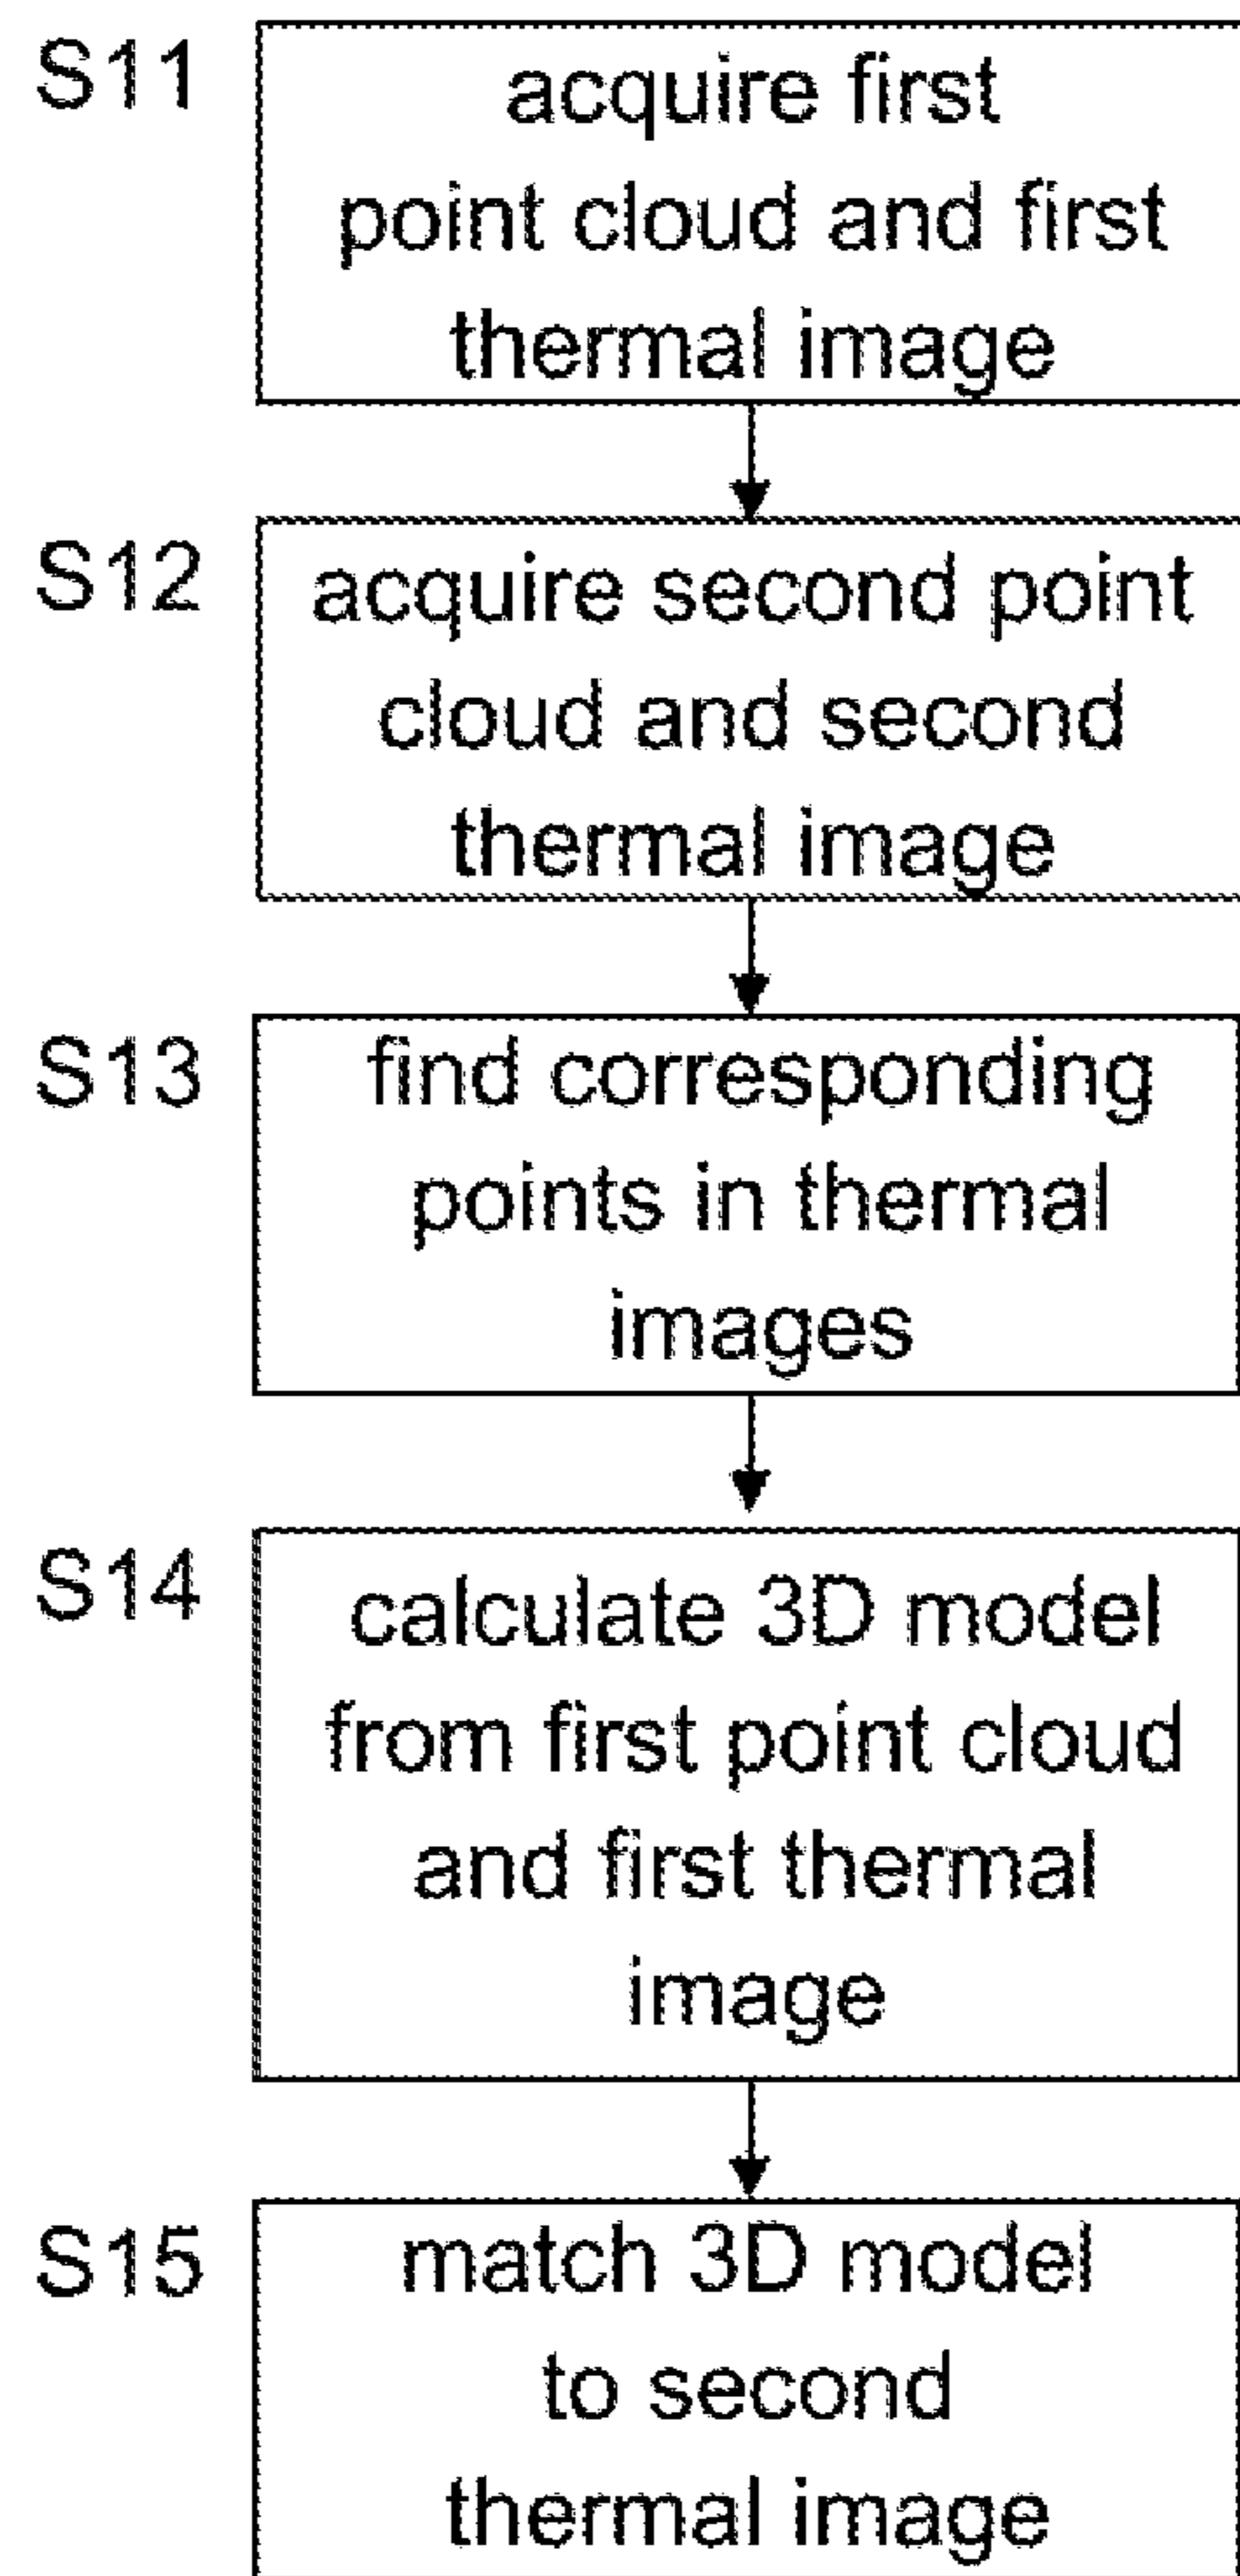 S11
acquire first
point cloud and first
thermal image
S12
acquire second point
cloud and second
thermal image
S13
find corresponding
points in thermal
images
S14
calculate 3D model
from first point cloud
and first thermal
image
S15
match 3D model
to second
thermal image